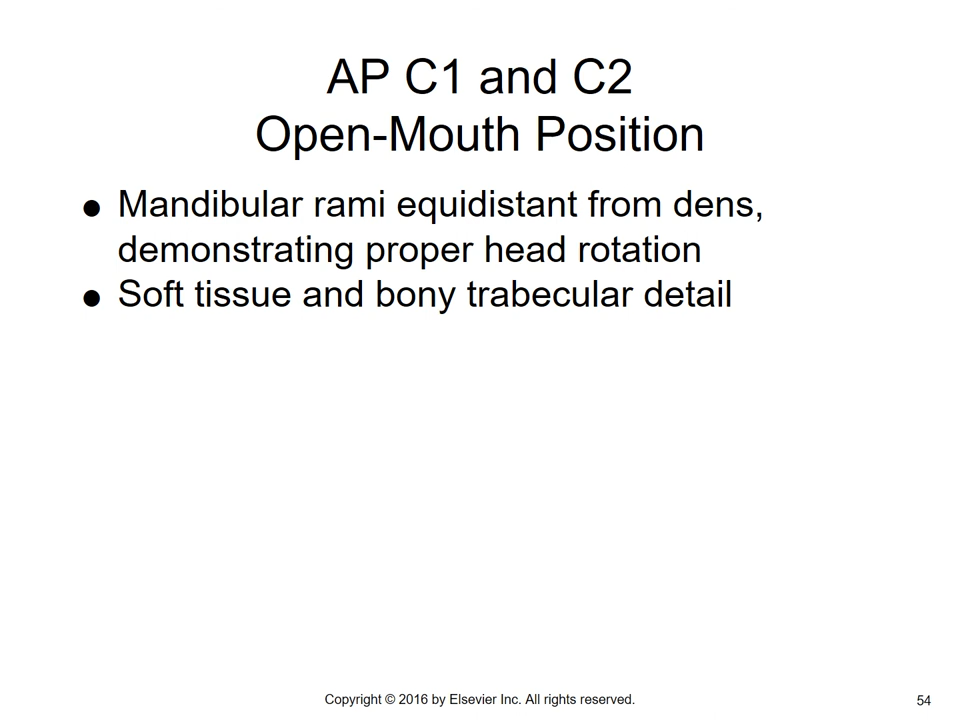 AP C1 and C2
Open-Mouth Position
● Mandibular rami equidistant from dens,
demonstrating proper head rotation
● Soft tissue and bony trabecular detail
Copyright © 2016 by Elsevier Inc. All rights reserved.
54